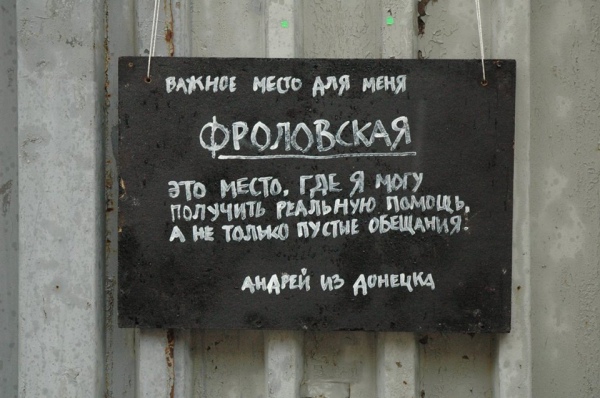 ВАЖНОЕ МЕСТО ДЛЯ МЕНЯ
ФРОЛОВСКАЯ
ЭТО МЕСТО, ГДЕ Я МОГУ
ПОЛУЧИТЬ РЕАЛЬНУЮ ПОМОЩЬ,
А НЕ ТОЛЬКО ПУСТЫЕ ОБЕЩАНИЯ.
АНДРЕЙ ИЗ ДОНЕЦКА